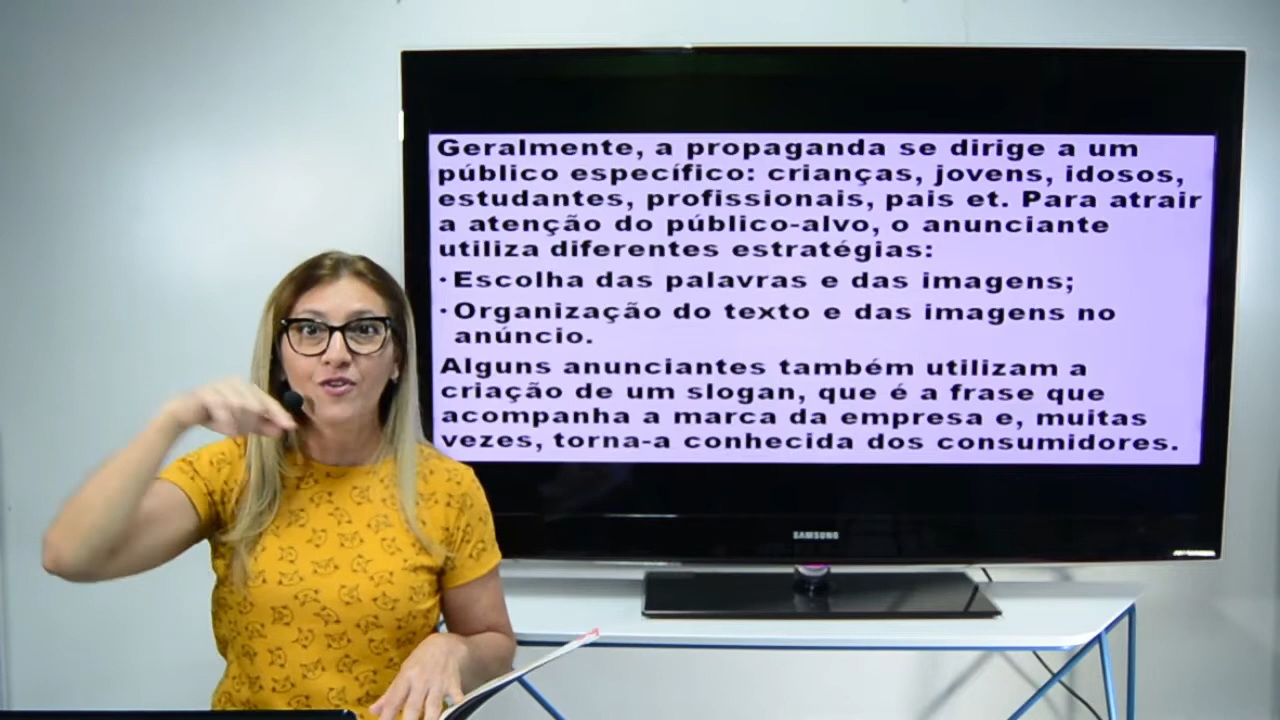 Geralmente, a propaganda se dirige a um
público específico: crianças, jovens, idosos,
estudantes, profissionais, pais et. Para atrair
a atenção do público-alvo, o anunciante
utiliza diferentes estratégias:
·Escolha das palavras e das imagens;
·Organização do texto e das imagens no
anúncio.
Alguns anunciantes também utilizam a
criação de um slogan, que é a frase que
acompanha a marca da empresa e, muitas
vezes, torna-a conhecida dos consumidores.
SAMSUNG